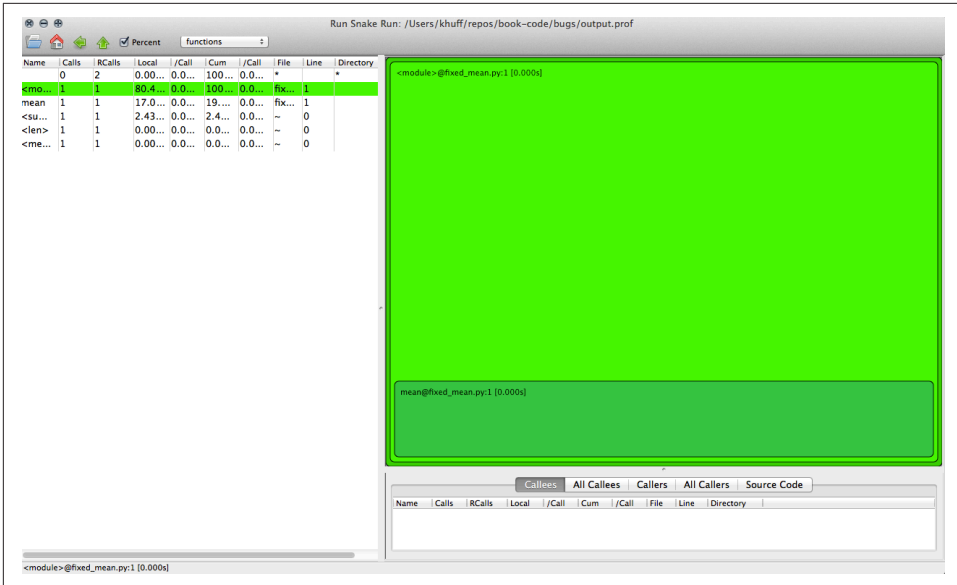 Run Snake Run: /Users/khuff/repos/book-code/bugs/output.prof
Percent functions
Name Calls RCalls Local /Call Cum /Call File Line Directory
0 2 0.00... 0.0... 100... 0.0... * *
<mo... 1 1 80.4... 0.0... 100... 0.0... fix... 1
mean 1 1 17.0... 0.0... 19.... 0.0... fix... 1
<su... 1 1 2.43... 0.0... 2.4... 0.0... ~ 0
<len> 1 1 0.00... 0.0... 0.0... 0.0... ~ 0
<me... 1 1 0.00... 0.0... 0.0... 0.0... ~ 0
<module>@fixed_mean.py:1 [0.000s]
mean@fixed_mean.py:1 [0.000s]
Callees All Callees Callers All Callers Source Code
Name Calls RCalls Local /Call Cum /Call File Line Directory
<module>@fixed_mean.py:1 [0.000s]